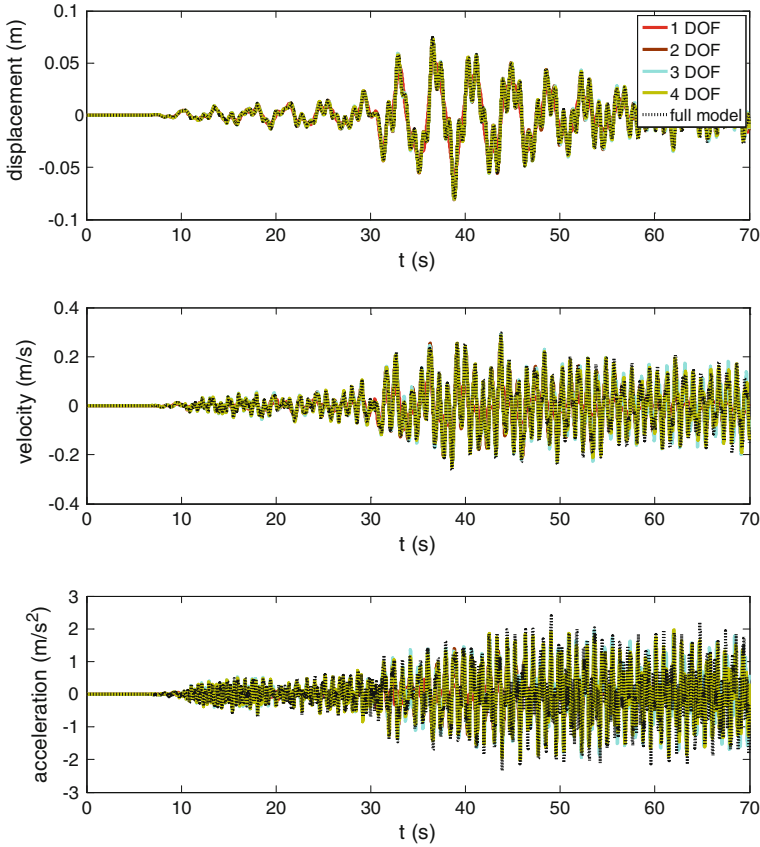 displacement (m)
0.1
0.05
0
-0.05
-0.1
1 DOF
2 DOF
3 DOF
4 DOF
full model
0 10 20 30 40 50 60 70
t (s)
velocity (m/s)
0.4
0.2
0
-0.2
-0.4
0 10 20 30 40 50 60 70
t (s)
acceleration (m/s²)
3
2
1
0
-1
-2
-3
0 10 20 30 40 50 60 70
t (s)